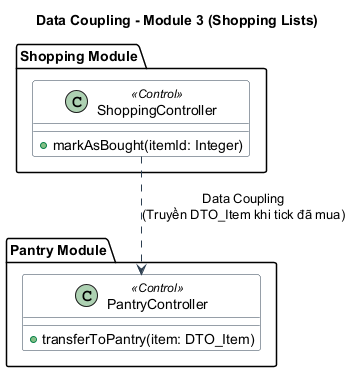 Data Coupling - Module 3 (Shopping Lists)
Shopping Module
C
«Control»
ShoppingController
markAsBought(itemId: Integer)
Data Coupling
(Truyền DTO_Item khi tick đã mua)
Pantry Module
C
«Control»
PantryController
transferToPantry(item: DTO_Item)